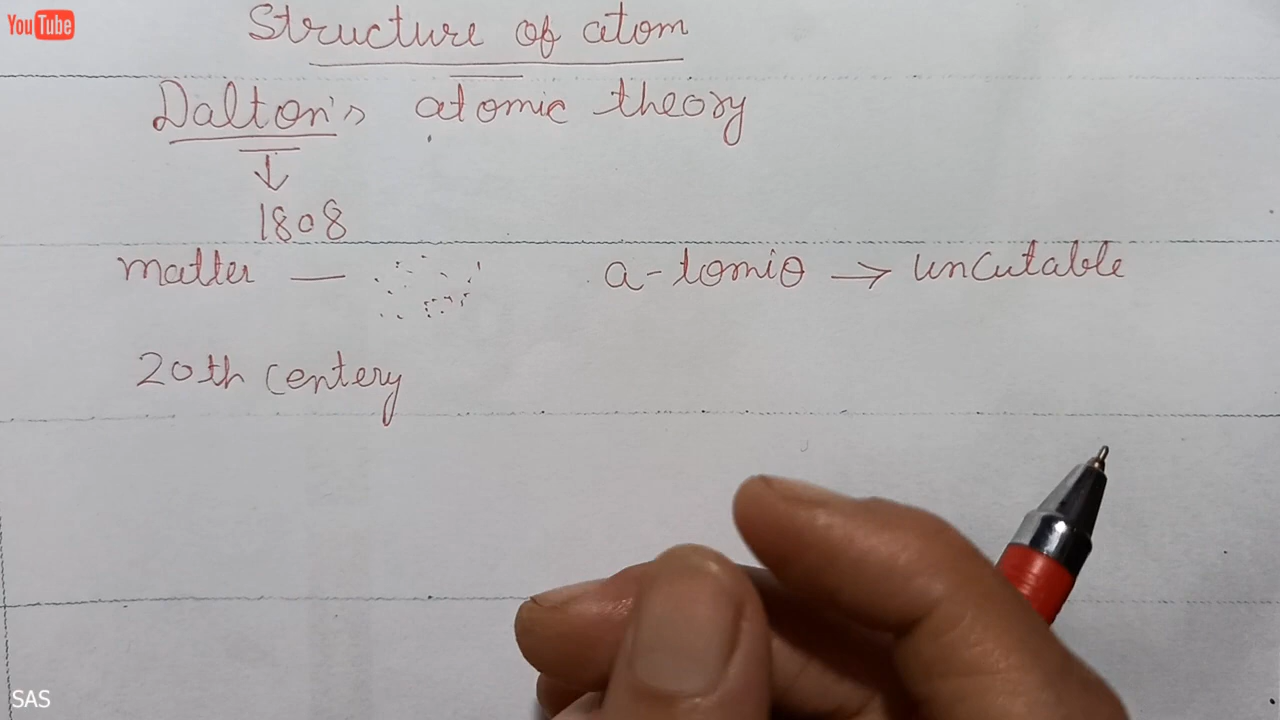 YouTube
Structure of atom
Dalton's atomic theory
1808
matter — a-tomio → uncutable
20th centery
SAS